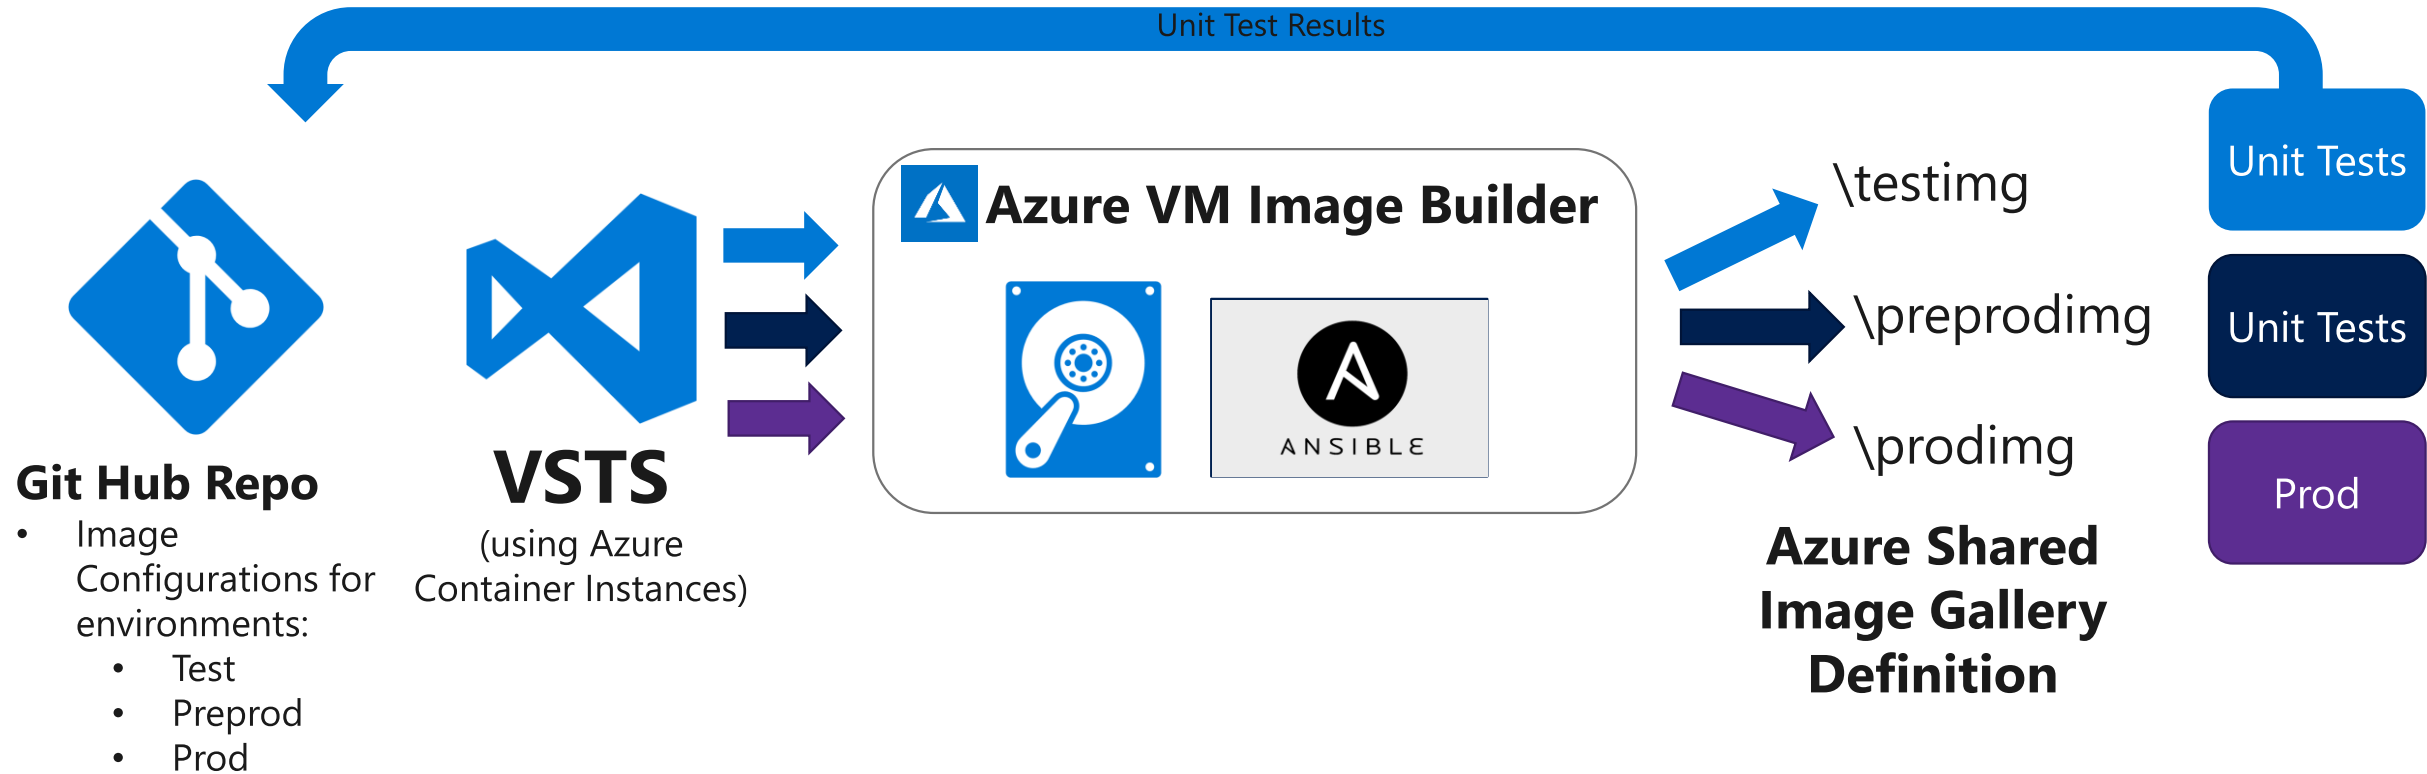 Unit Test Results
Git Hub Repo
• Image
Configurations for
environments:
• Test
• Preprod
• Prod
VSTS
(using Azure
Container Instances)
Azure VM Image Builder
ANSIBLE
\testimg
\preprodimg
\prodimg
Azure Shared
Image Gallery
Definition
Unit Tests
Unit Tests
Prod